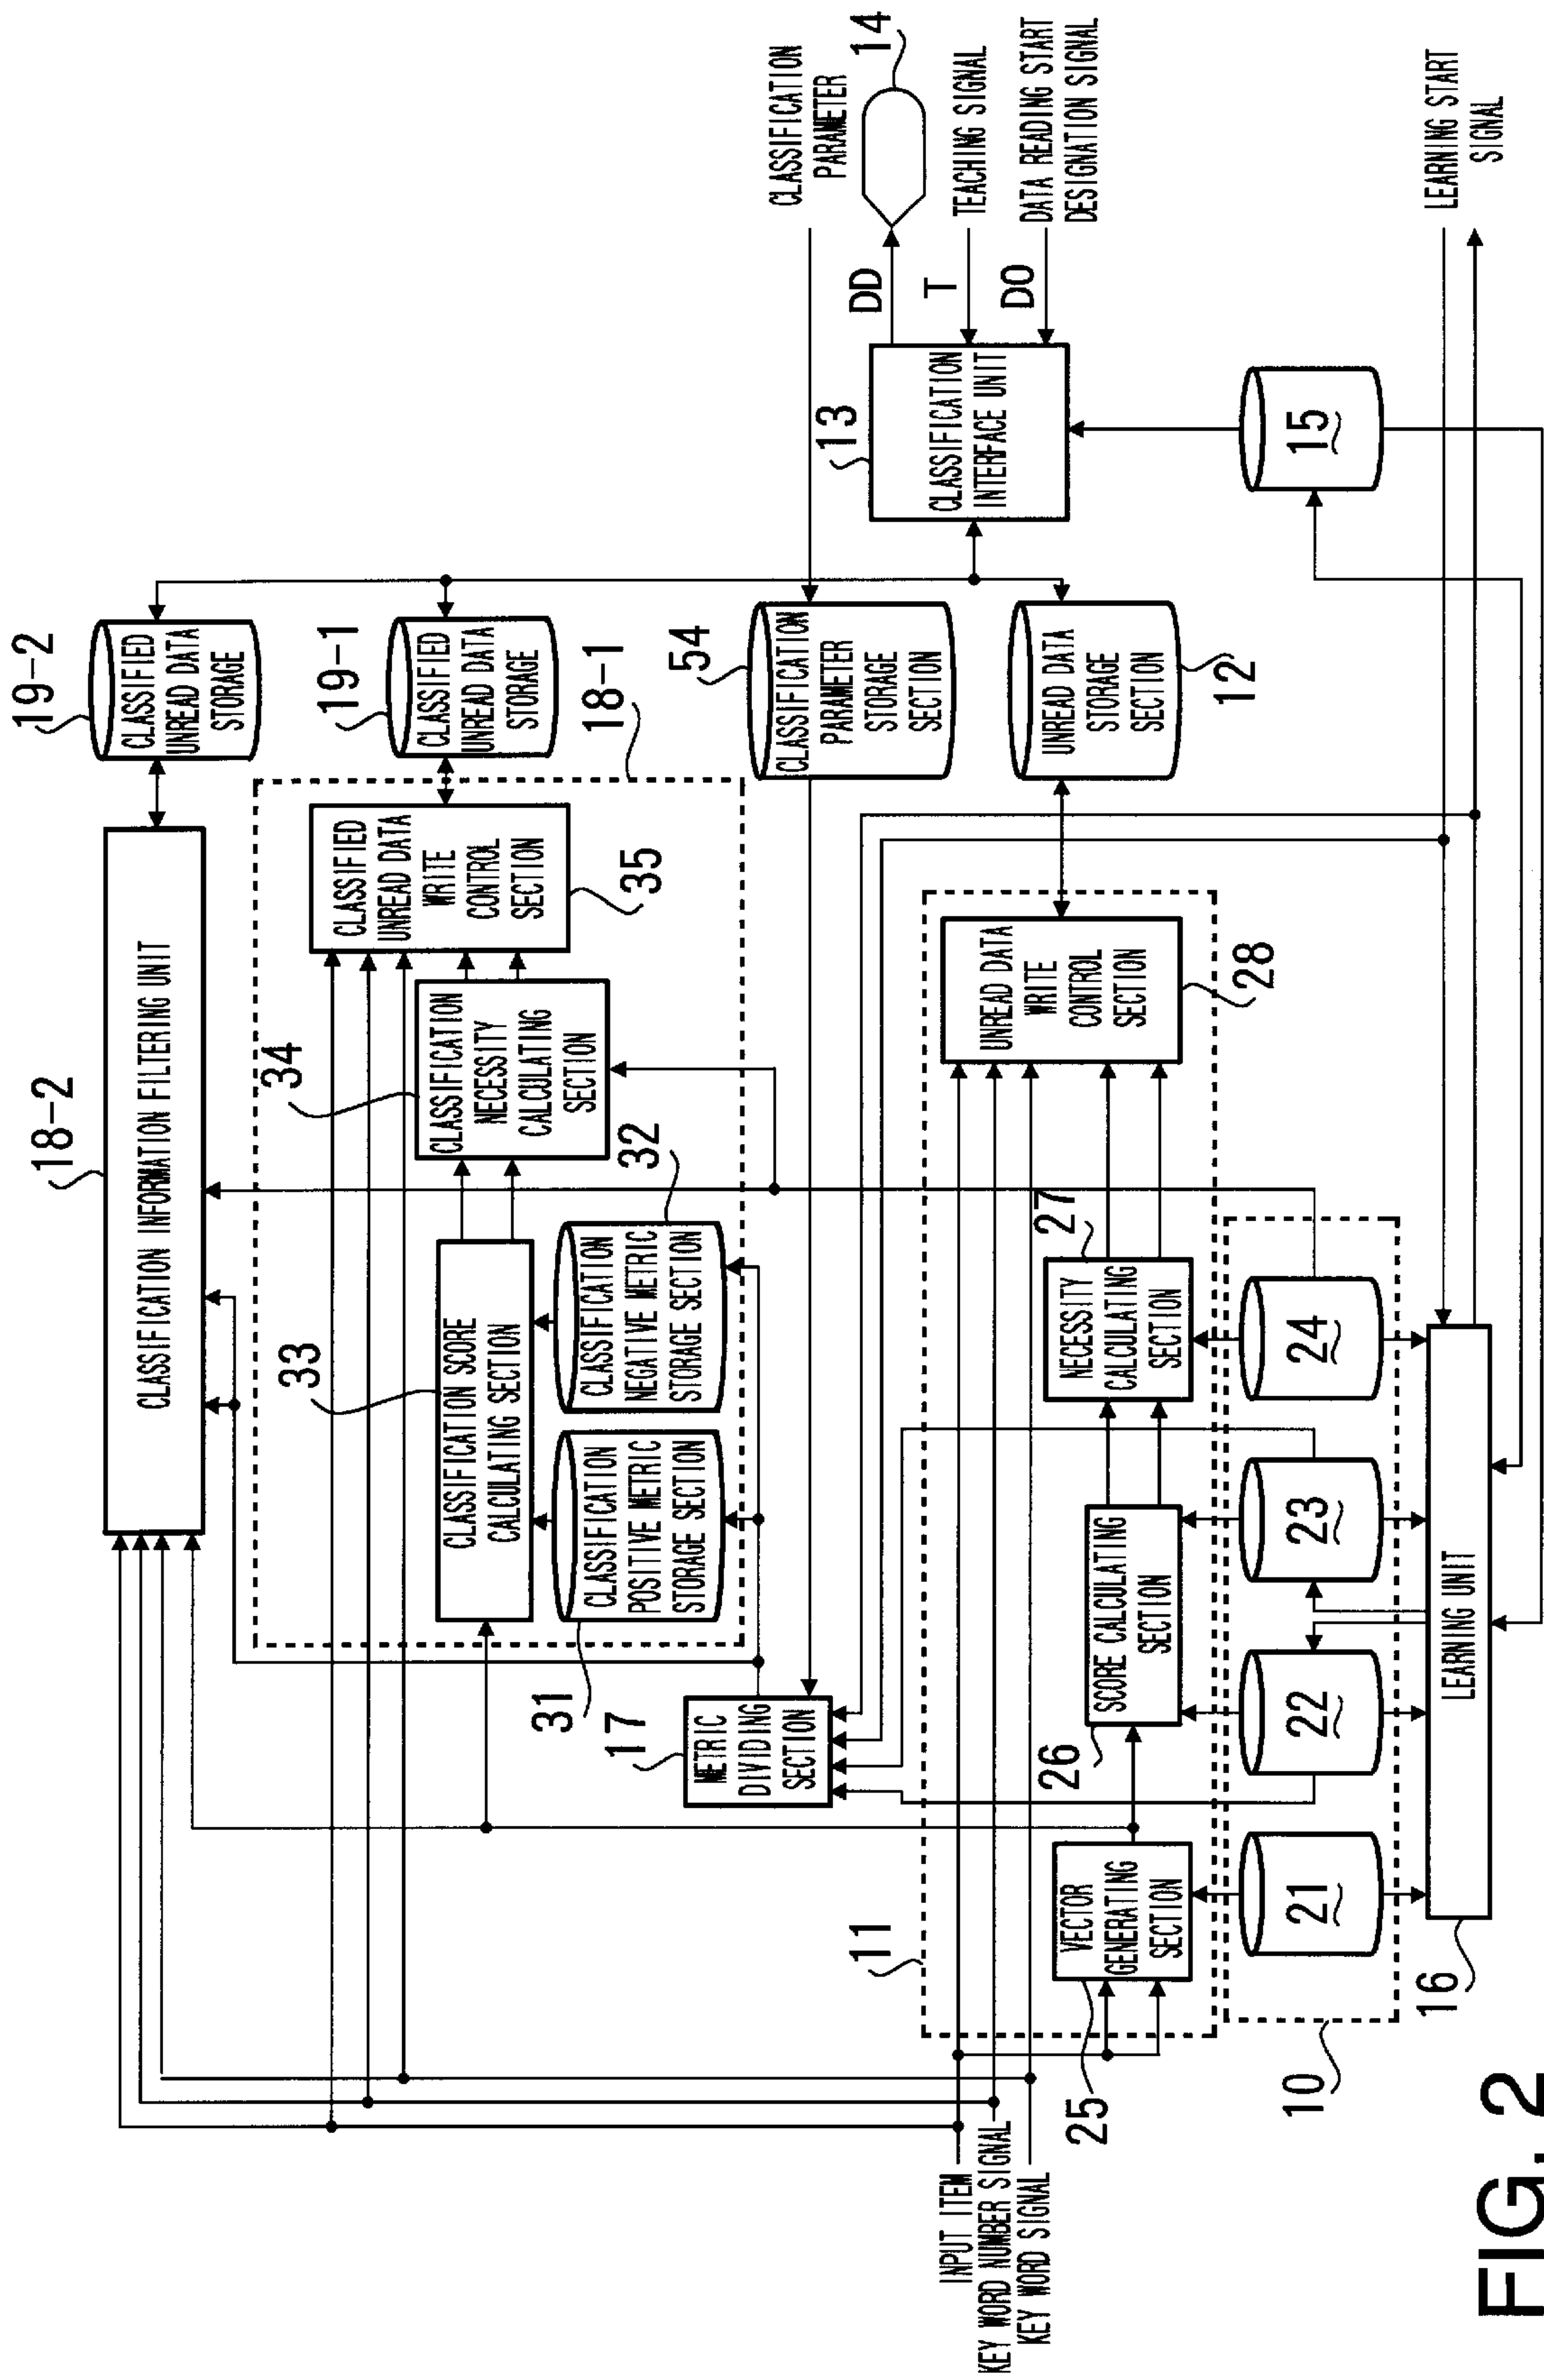 18-2
CLASSIFICATION INFORMATION FILTERING UNIT
19-2
CLASSIFIED
UNREAD DATA
STORAGE
33
CLASSIFICATION SCORE
CALCULATING SECTION
34
CLASSIFICATION
NECESSITY
CALCULATING
SECTION
CLASSIFIED
UNREAD DATA
WRITE
CONTROL
SECTION
35
19-1
CLASSIFIED
UNREAD DATA
STORAGE
18-1
31
CLASSIFICATION
POSITIVE METRIC
STORAGE SECTION
CLASSIFICATION
NEGATIVE METRIC
STORAGE SECTION
32
17
METRIC
DIVIDING
SECTION
54
CLASSIFICATION
PARAMETER
STORAGE
SECTION
CLASSIFICATION
PARAMETER
14
DD
TEACHING SIGNAL
T
DATA READING START
DESIGNATION SIGNAL
DO
13
CLASSIFICATION
INTERFACE UNIT
11
INPUT ITEM
KEY WORD NUMBER SIGNAL
KEY WORD SIGNAL
25
VECTOR
GENERATING
SECTION
26
SCORE CALCULATING
SECTION
27
NECESSITY
CALCULATING
SECTION
UNREAD DATA
WRITE
CONTROL
SECTION
28
UNREAD DATA
STORAGE
SECTION
12
10
21
22
23
24
15
16
LEARNING UNIT
LEARNING START
SIGNAL
FIG. 2